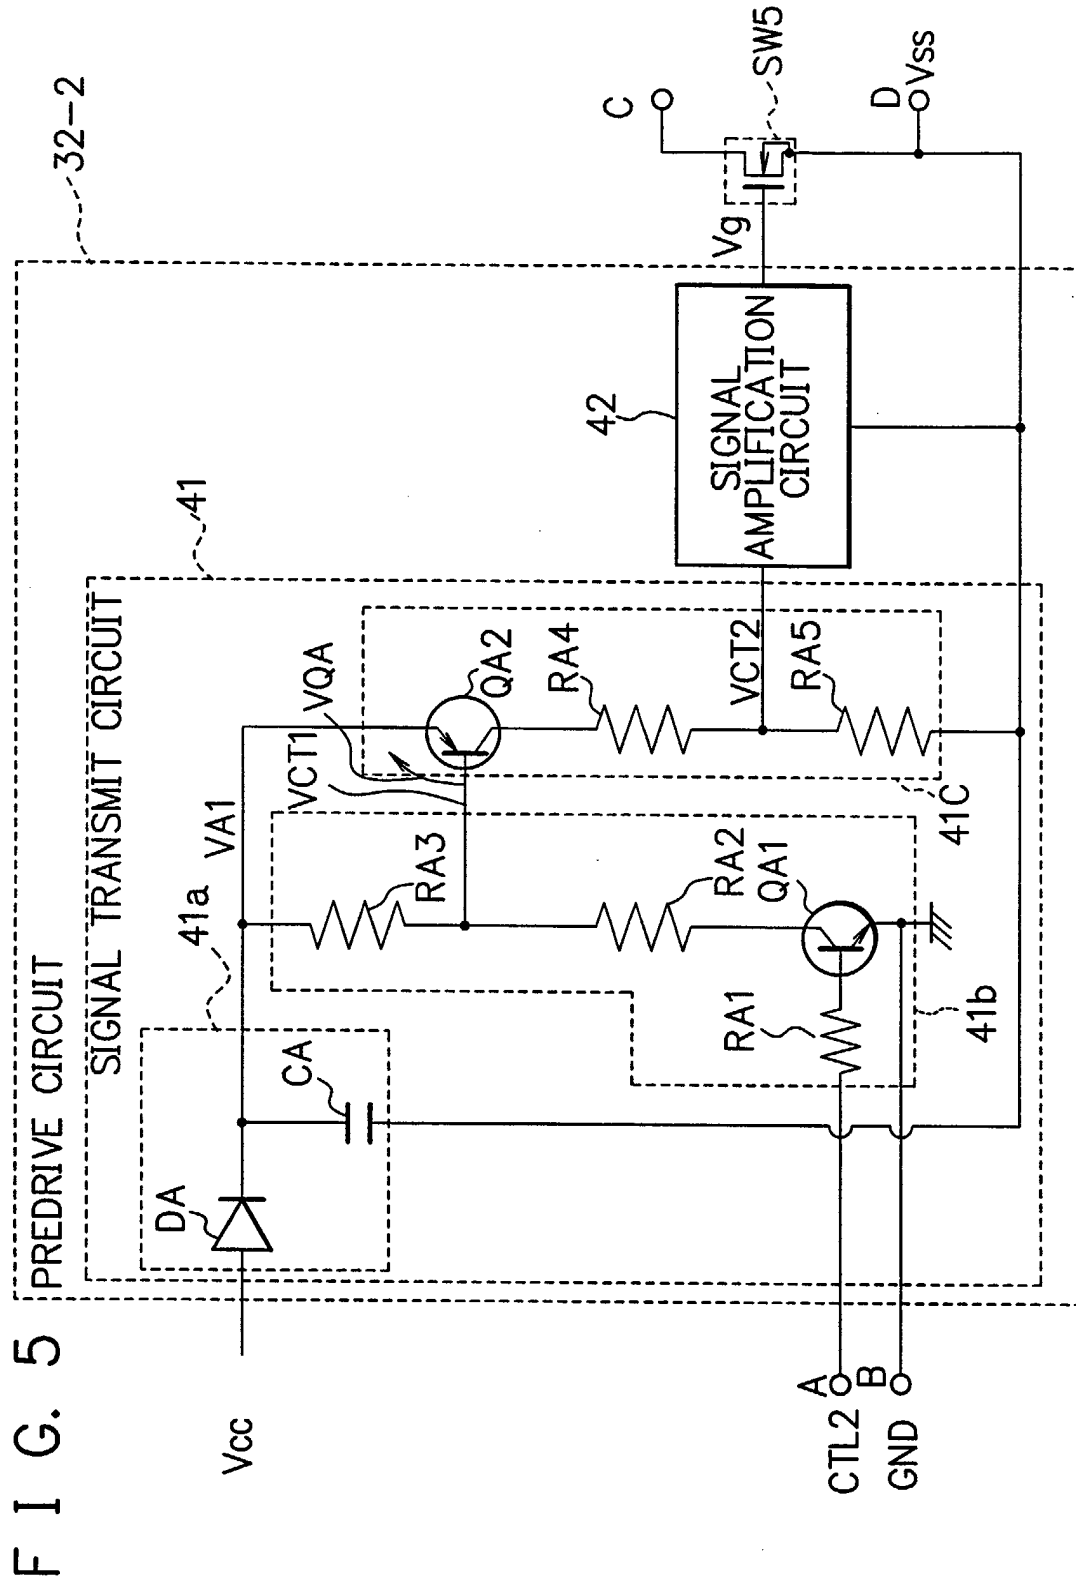 FIG. 5
32-2
PREDRIVE CIRCUIT
41
SIGNAL TRANSMIT CIRCUIT
41a
VA1
Vcc
DA
CA
RA3
VCT1
VQA
QA2
RA4
VCT2
RA5
41C
RA2
QA1
RA1
41b
42
SIGNAL
AMPLIFICATION
CIRCUIT
Vg
SW5
C
D
Vss
A
CTL2
B
GND